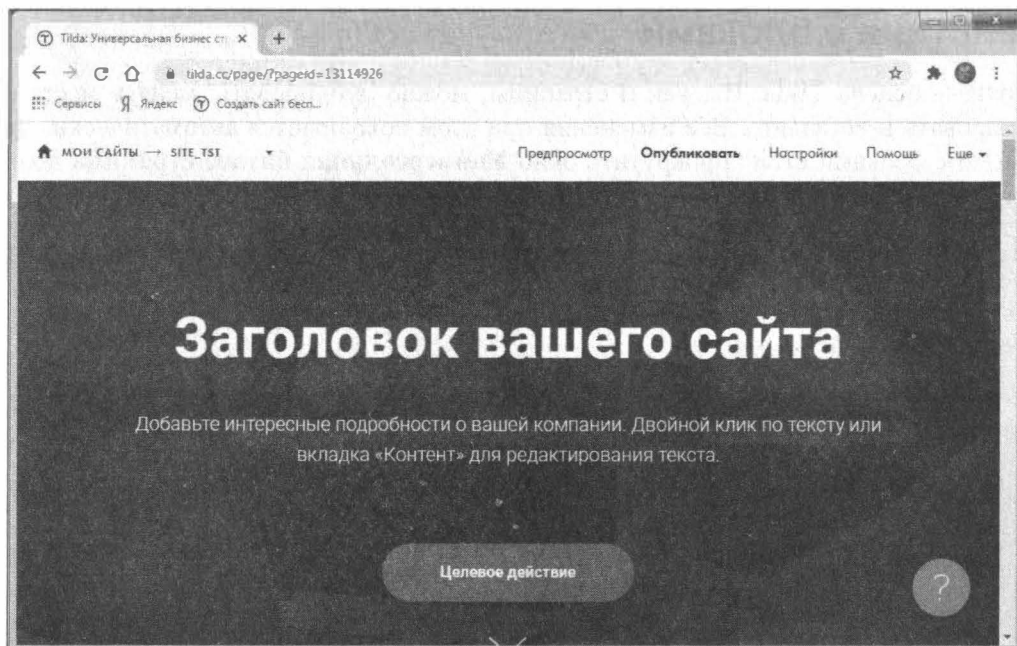 Tilda: Универсальная бизнес ст
tilda.cc/page/?pageid=13114926
Сервисы Яндекс Создать сайт бесп...
МОИ САЙТЫ → SITE_TST Предпросмотр Опубликовать Настройки Помощь Еще
Заголовок вашего сайта
Добавьте интересные подробности о вашей компании. Двойной клик по тексту или
вкладка «Контент» для редактирования текста.
Целевое действие
?